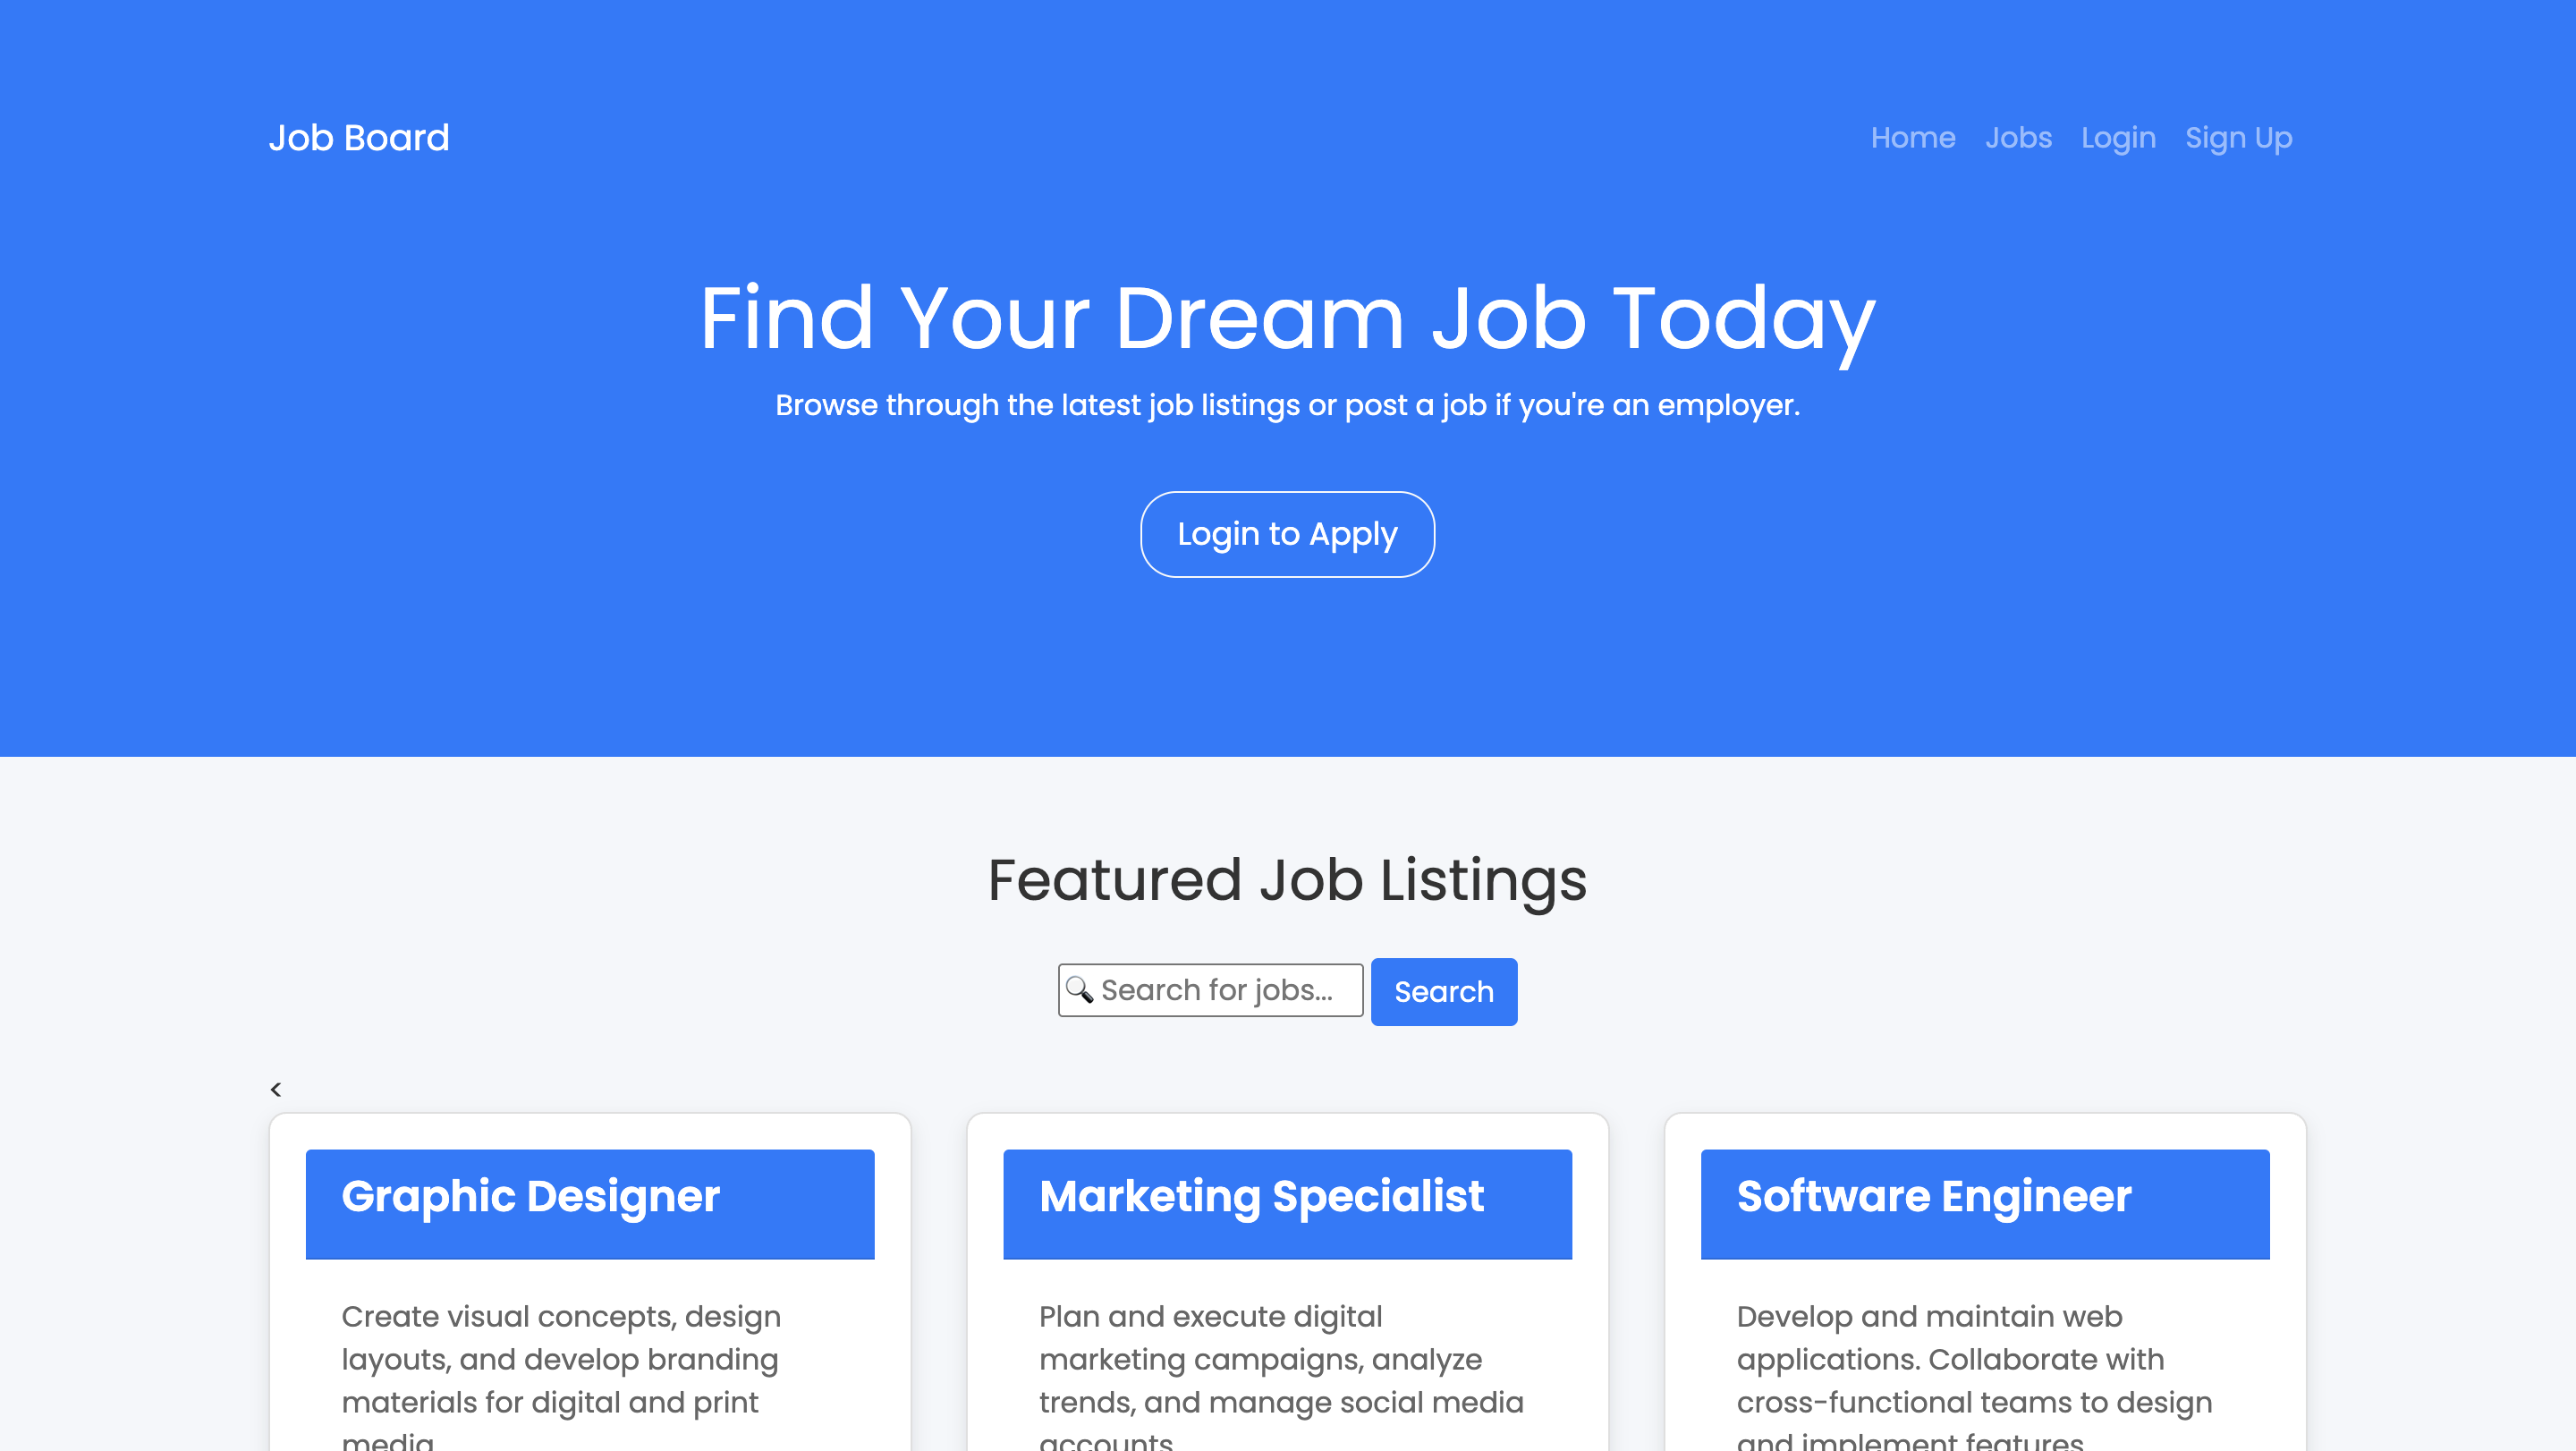 Job Board
Home Jobs Login Sign Up
Find Your Dream Job Today
Browse through the latest job listings or post a job if you're an employer.
Login to Apply
Featured Job Listings
🔍 Search for jobs... Search
<
Graphic Designer
Create visual concepts, design
layouts, and develop branding
materials for digital and print
media.
Marketing Specialist
Plan and execute digital
marketing campaigns, analyze
trends, and manage social media
accounts.
Software Engineer
Develop and maintain web
applications. Collaborate with
cross-functional teams to design
and implement features.